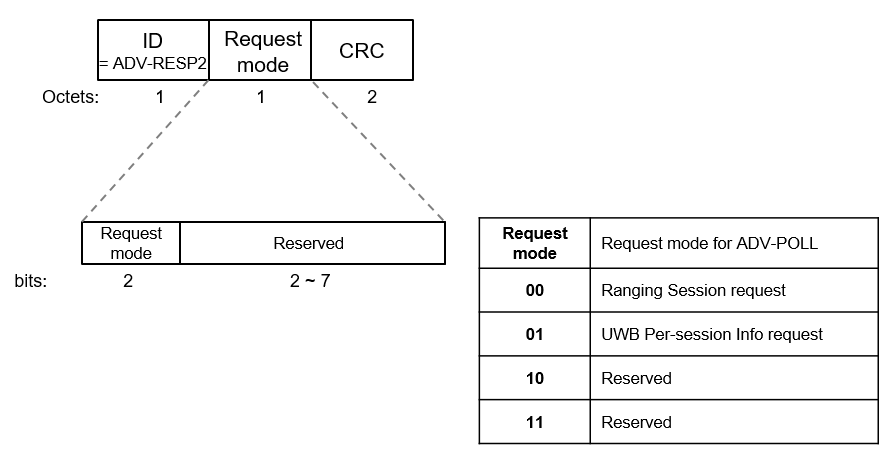 ID
= ADV-RESP2
Request
mode
CRC
Octets: 1 1 2
Request
mode
Reserved
bits: 2 2 ~ 7
Request
mode
Request mode for ADV-POLL
00 Ranging Session request
01 UWB Per-session Info request
10 Reserved
11 Reserved